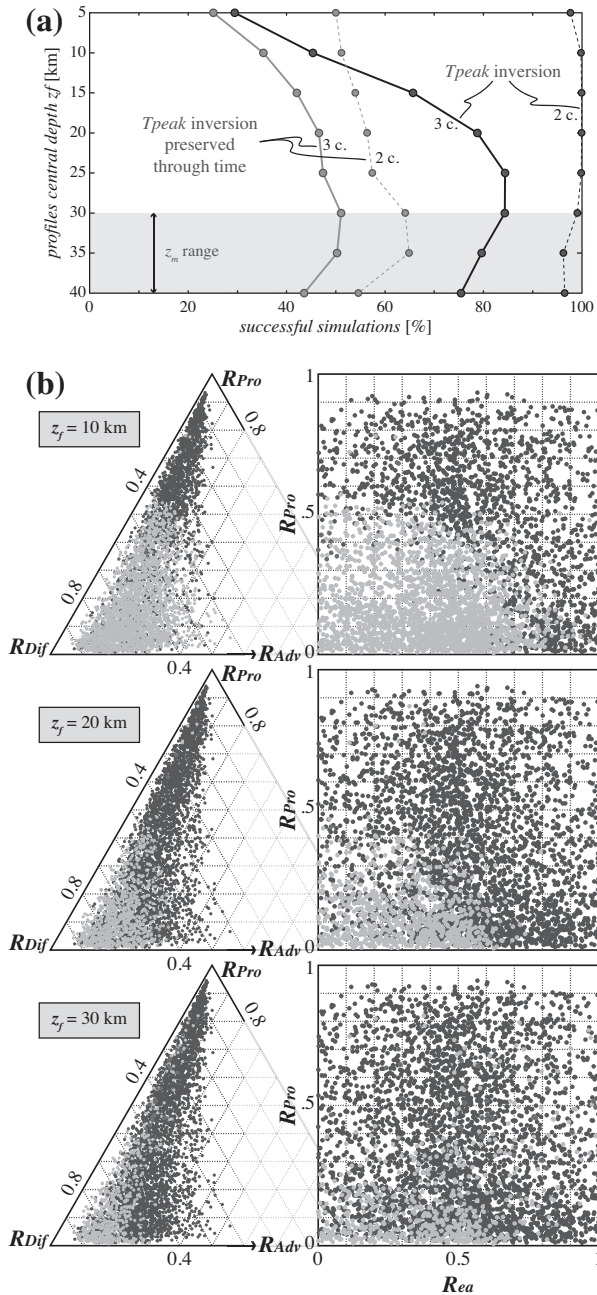 (a)
profiles central depth zf [km]
5
10
15
20
25
30
35
40
Tpeak inversion
3 c.
2 c.
Tpeak inversion
preserved
through time
3 c.
2 c.
zm range
0
20
40
60
80
100
successful simulations [%]
(b)
zf = 10 km
RPro
0.8
0.4
0.8
RDif
RAdv
0.4
1
RPro
.5
0
zf = 20 km
RPro
0.8
0.4
0.8
RDif
RAdv
0.4
1
RPro
.5
0
zf = 30 km
RPro
0.8
0.4
0.8
RDif
RAdv
0.4
1
RPro
.5
0
0
0.5
1
Rea